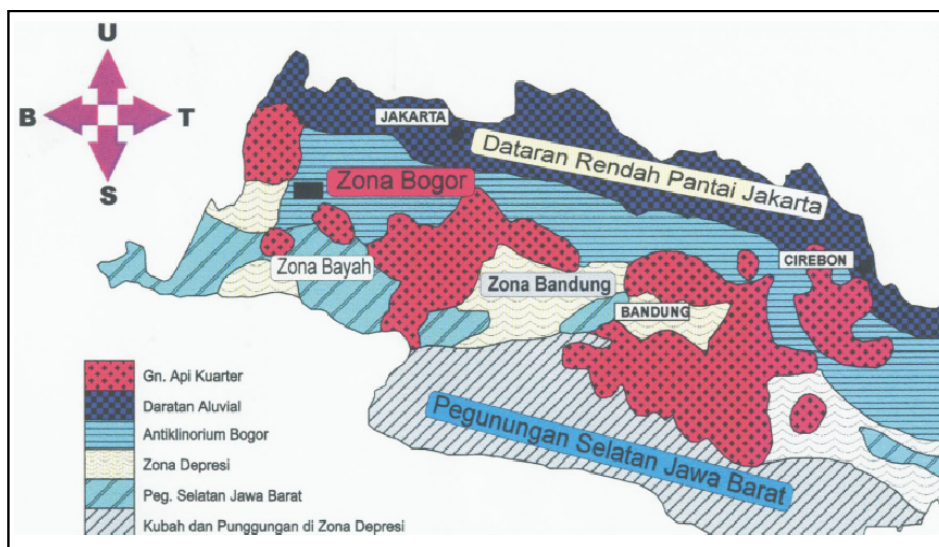 U
B T
S
JAKARTA
Dataran Rendah Pantai Jakarta
Zona Bogor
CIREBON
Zona Bayah
Zona Bandung
BANDUNG
Pegunungan Selatan Jawa Barat
Gn. Api Kuarter
Daratan Aluvial
Antiklinorium Bogor
Zona Depresi
Peg. Selatan Jawa Barat
Kubah dan Punggungan di Zona Depresi